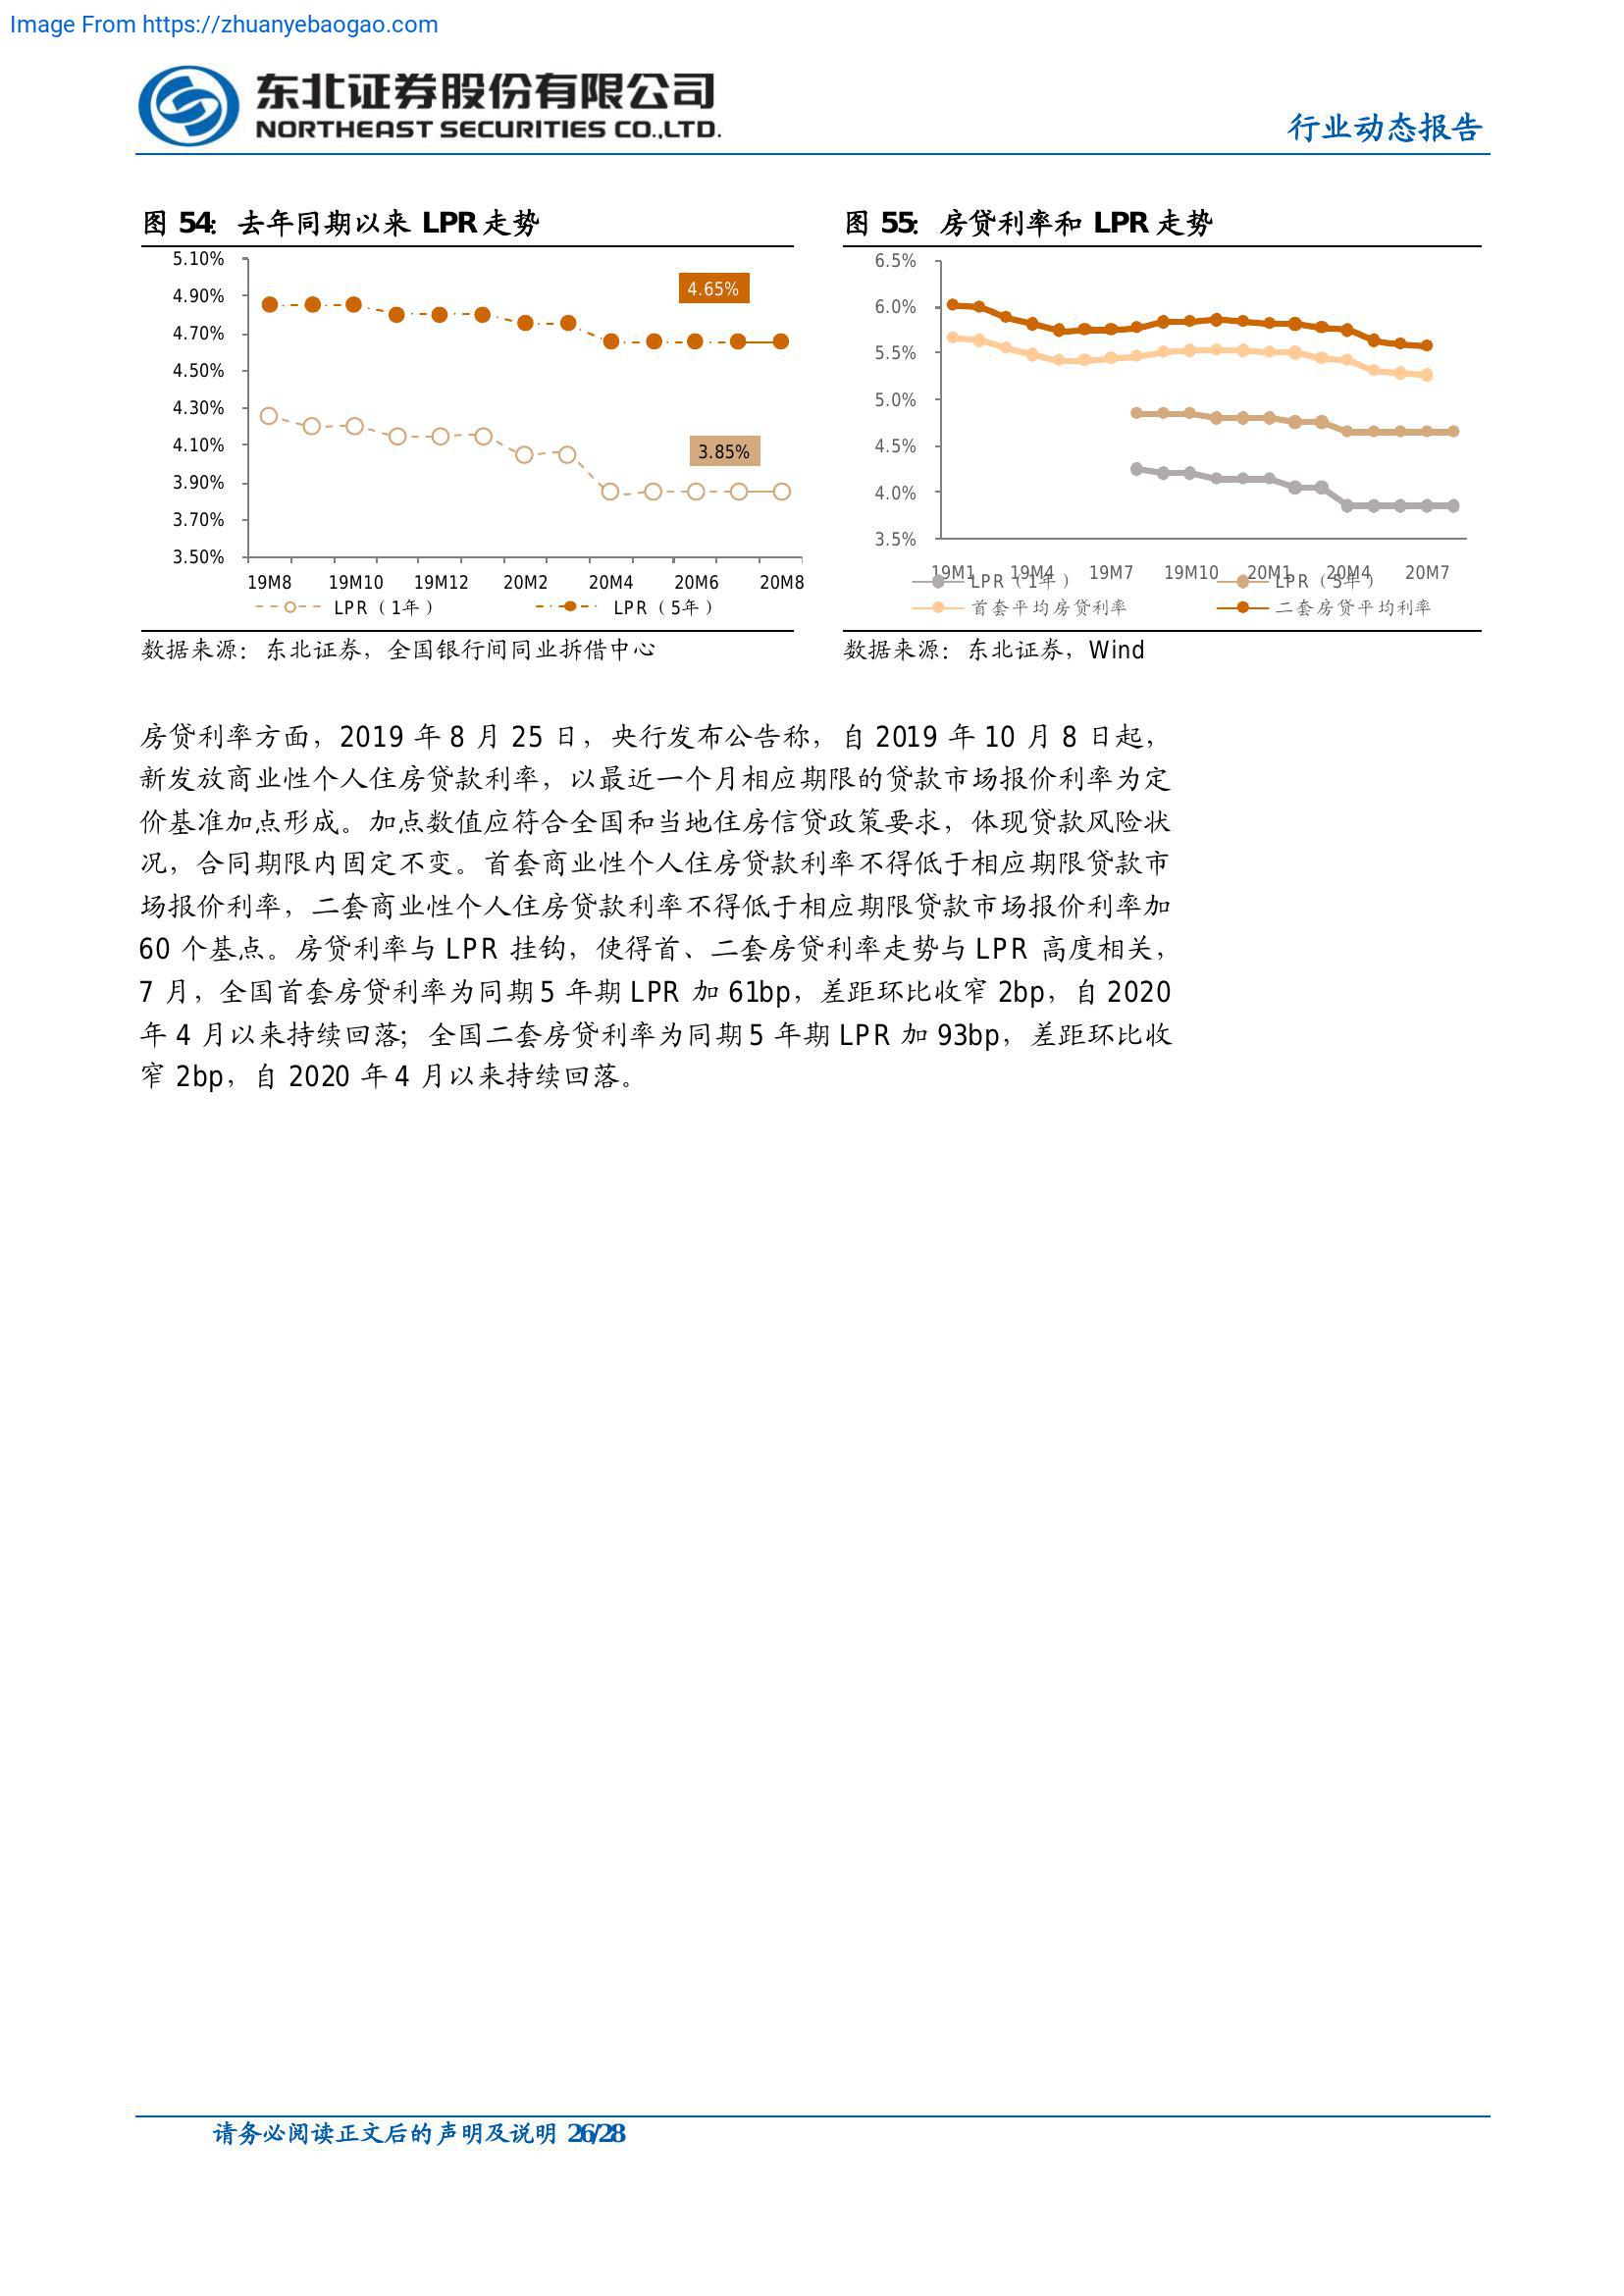 Image From https://zhuanyebaogao.com
东北证券股份有限公司
NORTHEAST SECURITIES CO.,LTD.
行业动态报告
图 54：去年同期以来 LPR 走势
5.10%
4.90%
4.70%
4.50%
4.30%
4.10%
3.90%
3.70%
3.50%
4.65%
3.85%
19M8 19M10 19M12 20M2 20M4 20M6 20M8
LPR（1年） LPR（5年）
数据来源：东北证券，全国银行间同业拆借中心
图 55：房贷利率和 LPR 走势
6.5%
6.0%
5.5%
5.0%
4.5%
4.0%
3.5%
19M1 19M4 19M7 19M10 20M1 20M4 20M7
LPR（1年） LPR（5年）
首套平均房贷利率 二套房贷平均利率
数据来源：东北证券，Wind
房贷利率方面，2019 年 8 月 25 日，央行发布公告称，自 2019 年 10 月 8 日起，
新发放商业性个人住房贷款利率，以最近一个月相应期限的贷款市场报价利率为定
价基准加点形成。加点数值应符合全国和当地住房信贷政策要求，体现贷款风险状
况，合同期限内固定不变。首套商业性个人住房贷款利率不得低于相应期限贷款市
场报价利率，二套商业性个人住房贷款利率不得低于相应期限贷款市场报价利率加
60 个基点。房贷利率与 LPR 挂钩，使得首、二套房贷利率走势与 LPR 高度相关，
7 月，全国首套房贷利率为同期 5 年期 LPR 加 61bp，差距环比收窄 2bp，自 2020
年 4 月以来持续回落；全国二套房贷利率为同期 5 年期 LPR 加 93bp，差距环比收
窄 2bp，自 2020 年 4 月以来持续回落。
请务必阅读正文后的声明及说明 26/28